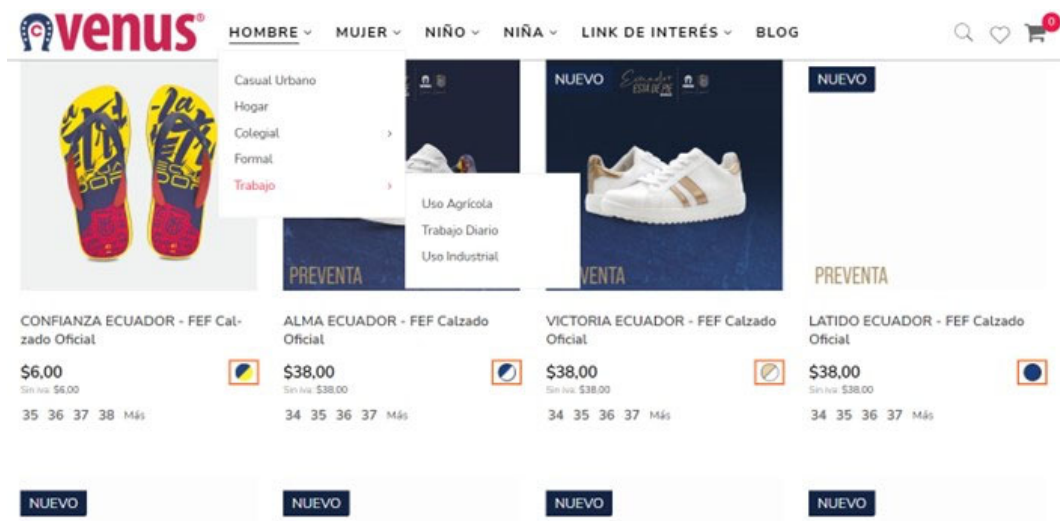 venus®
HOMBRE MUJER NIÑO NIÑA LINK DE INTERÉS BLOG
0
Casual Urbano
Hogar
Colegial
Formal
Trabajo
Uso Agrícola
Trabajo Diario
Uso Industrial
NUEVO
Ecuador
ESTÁ DE PIE
NUEVO
PREVENTA
VENTA
PREVENTA
CONFIANZA ECUADOR - FEF Cal-
zado Oficial
$6,00
Sin Iva: $6,00
35 36 37 38 Más
ALMA ECUADOR - FEF Calzado
Oficial
$38,00
Sin Iva: $38,00
34 35 36 37 Más
VICTORIA ECUADOR - FEF Calzado
Oficial
$38,00
Sin Iva: $38,00
34 35 36 37 Más
LATIDO ECUADOR - FEF Calzado
Oficial
$38,00
Sin Iva: $38,00
34 35 36 37 Más
NUEVO
NUEVO
NUEVO
NUEVO